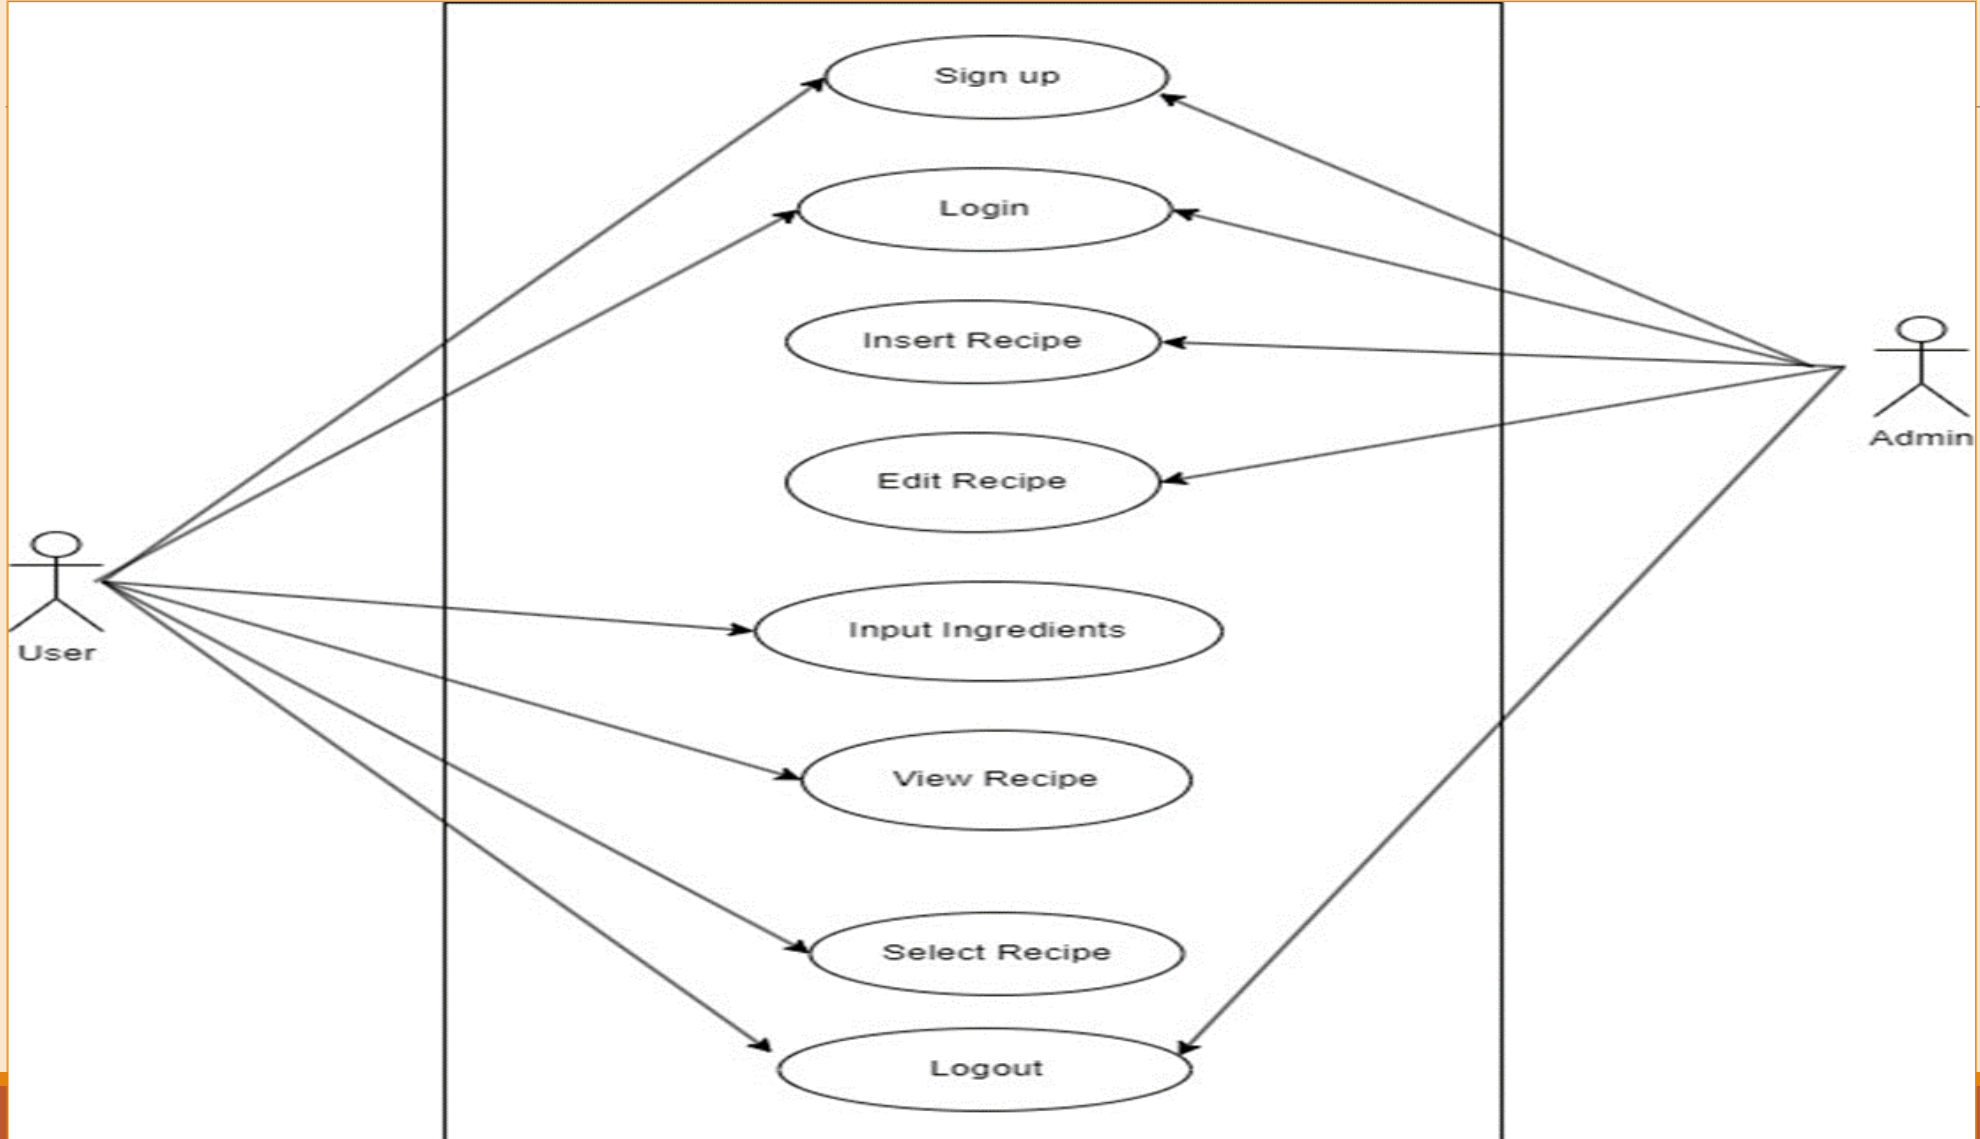 Sign up
Login
Insert Recipe
Edit Recipe
Input Ingredients
View Recipe
Select Recipe
Logout
User
Admin